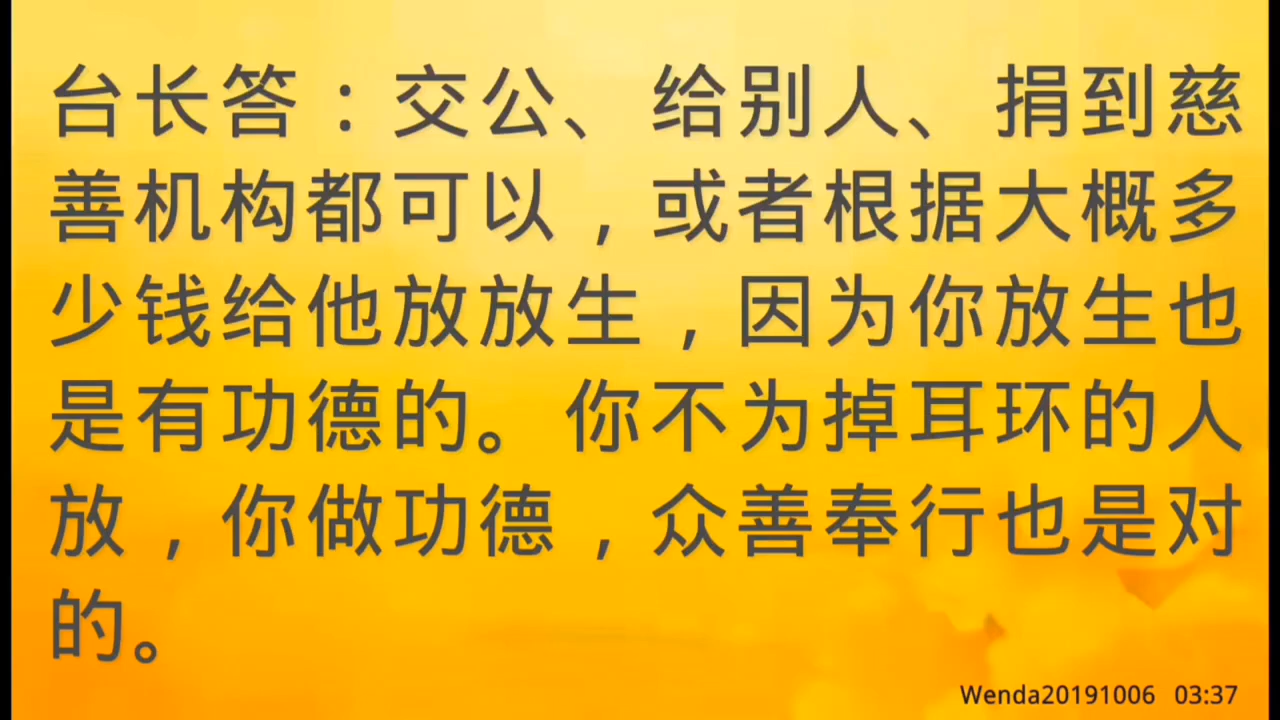 台长答：交公、给别人、捐到慈
善机构都可以，或者根据大概多
少钱给他放放生，因为你放生也
是有功德的。你不为掉耳环的人
放，你做功德，众善奉行也是对
的。
Wenda20191006 03:37